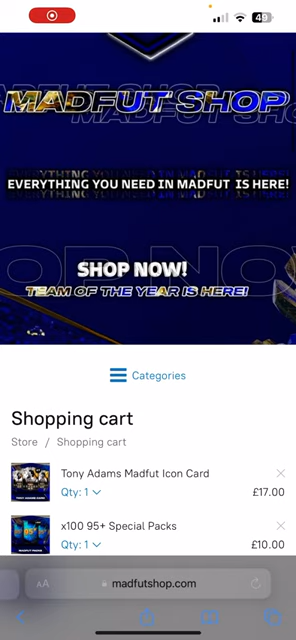 49
MADFUT SHOP
EVERYTHING YOU NEED IN MADFUT IS HERE!
SHOP NOW!
TEAM OF THE YEAR IS HERE!
Categories
Shopping cart
Store / Shopping cart
Tony Adams Madfut Icon Card
Qty: 1
£17.00
x100 95+ Special Packs
Qty: 1
£10.00
AA
madfutshop.com